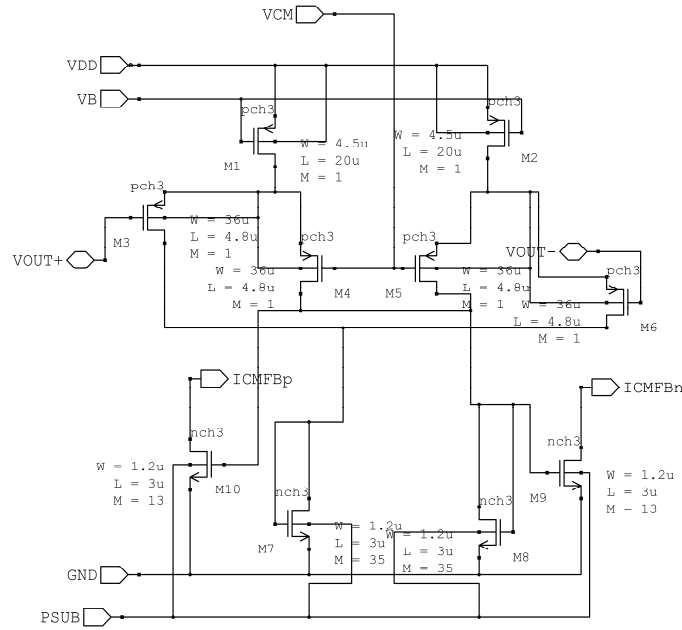 VCM
VDD
VB
pch3
pch3
W = 4.5u
L = 20u
M = 1
M1
W = 4.5u
L = 20u
M = 1
M2
pch3
W = 36u
L = 4.8u
M = 1
M3
VOUT+
pch3
W = 36u
L = 4.8u
M = 1
M4
pch3
W = 36u
L = 4.8u
M = 1
M5
VOUT-
pch3
W = 36u
L = 4.8u
M = 1
M6
ICMFBp
ICMFBn
nch3
W = 1.2u
L = 3u
M = 13
M10
nch3
W = 1.2u
L = 3u
M = 13
M9
nch3
W = 1.2u
L = 3u
M = 35
M7
nch3
W = 1.2u
L = 3u
M = 35
M8
GND
PSUB